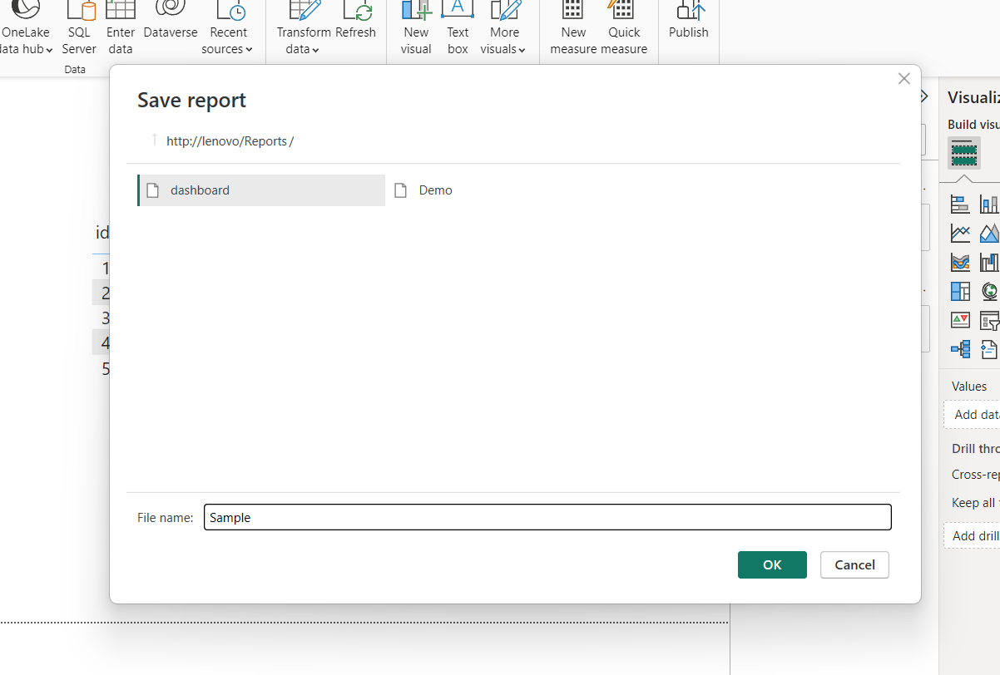 OneLake
data hub
SQL
Server
Enter
data
Dataverse
Recent
sources
Transform
data
Refresh
New
visual
Text
box
More
visuals
New
measure
Quick
measure
Publish
Data
Save report
http://lenovo/Reports /
dashboard
Demo
File name:
Sample
OK
Cancel
id
1
2
3
4
5
Visualiz
Build visu
Values
Add data
Drill thro
Cross-rep
Keep all
Add drill